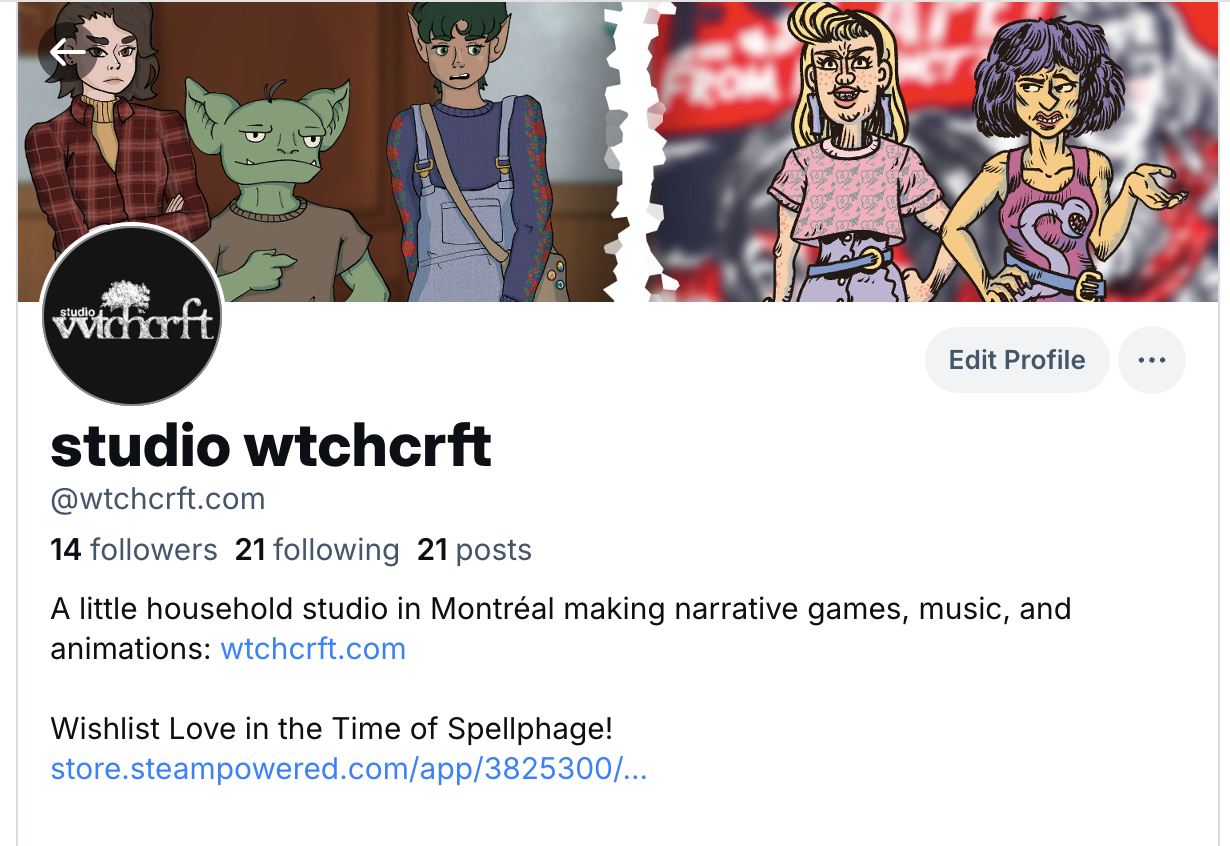 FROM
studio
wtchcrft
Edit Profile
studio wtchcrft
@wtchcrft.com
14 followers 21 following 21 posts
A little household studio in Montréal making narrative games, music, and
animations: wtchcrft.com
Wishlist Love in the Time of Spellphage!
store.steampowered.com/app/3825300/...